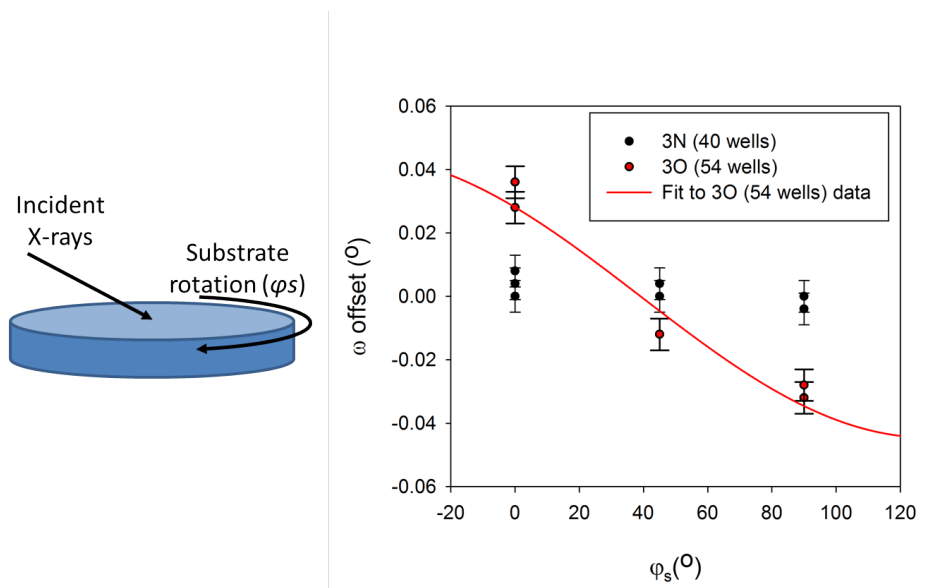 Incident
X-rays
Substrate
rotation (φs)
ω offset (O)
0.06
0.04
0.02
0.00
-0.02
-0.04
-0.06
3N (40 wells)
3O (54 wells)
Fit to 3O (54 wells) data
-20 0 20 40 60 80 100 120
φs(O)